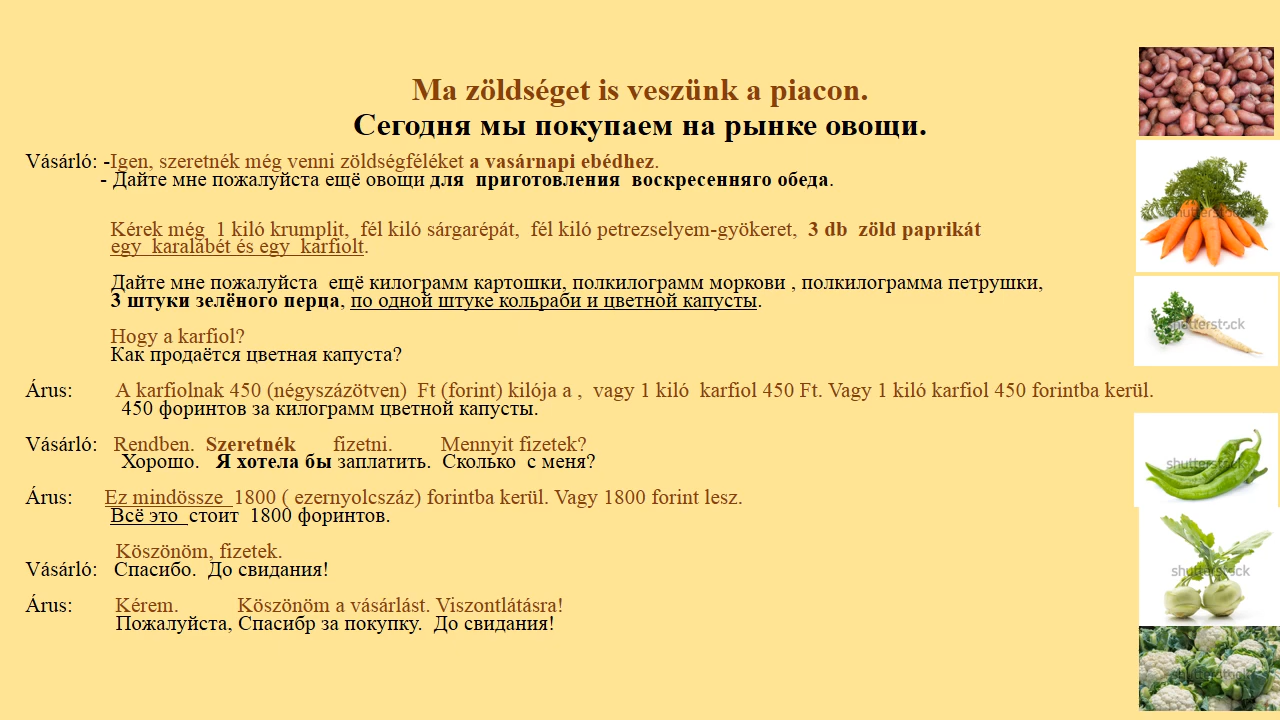 Ma zöldséget is veszünk a piacon.
Сегодня мы покупаем на рынке овощи.
Vásárló: -Igen, szeretnék még venni zöldségféléket a vasárnapi ebédhez.
- Дайте мне пожалуйста ещё овощи для приготовления воскресенняго обеда.
Kérek még 1 kiló krumplit, fél kiló sárgarépát, fél kiló petrezselyem-gyökeret, 3 db zöld paprikát
egy karalábét és egy karfiolt.
Дайте мне пожалуйста ещё килограмм картошки, полкилограмм моркови , полкилограмма петрушки,
3 штуки зелёного перца, по одной штуке кольраби и цветной капусты.
Hogy a karfiol?
Как продаётся цветная капуста?
Árus: A karfiolnak 450 (négyszázötven) Ft (forint) kilója a , vagy 1 kiló karfiol 450 Ft. Vagy 1 kiló karfiol 450 forintba kerül.
450 форинтов за килограмм цветной капусты.
Vásárló: Rendben. Szeretnék fizetni. Mennyit fizetek?
Хорошо. Я хотела бы заплатить. Сколько с меня?
Árus: Ez mindössze 1800 ( ezernyolcszáz) forintba kerül. Vagy 1800 forint lesz.
Всё это стоит 1800 форинтов.
Köszönöm, fizetek.
Vásárló: Спасибо. До свидания!
Árus: Kérem. Köszönöm a vásárlást. Viszontlátásra!
Пожалуйста, Спасибр за покупку. До свидания!
shutterstock
shutterstock
shutterstock
shutterstock
shutterstock